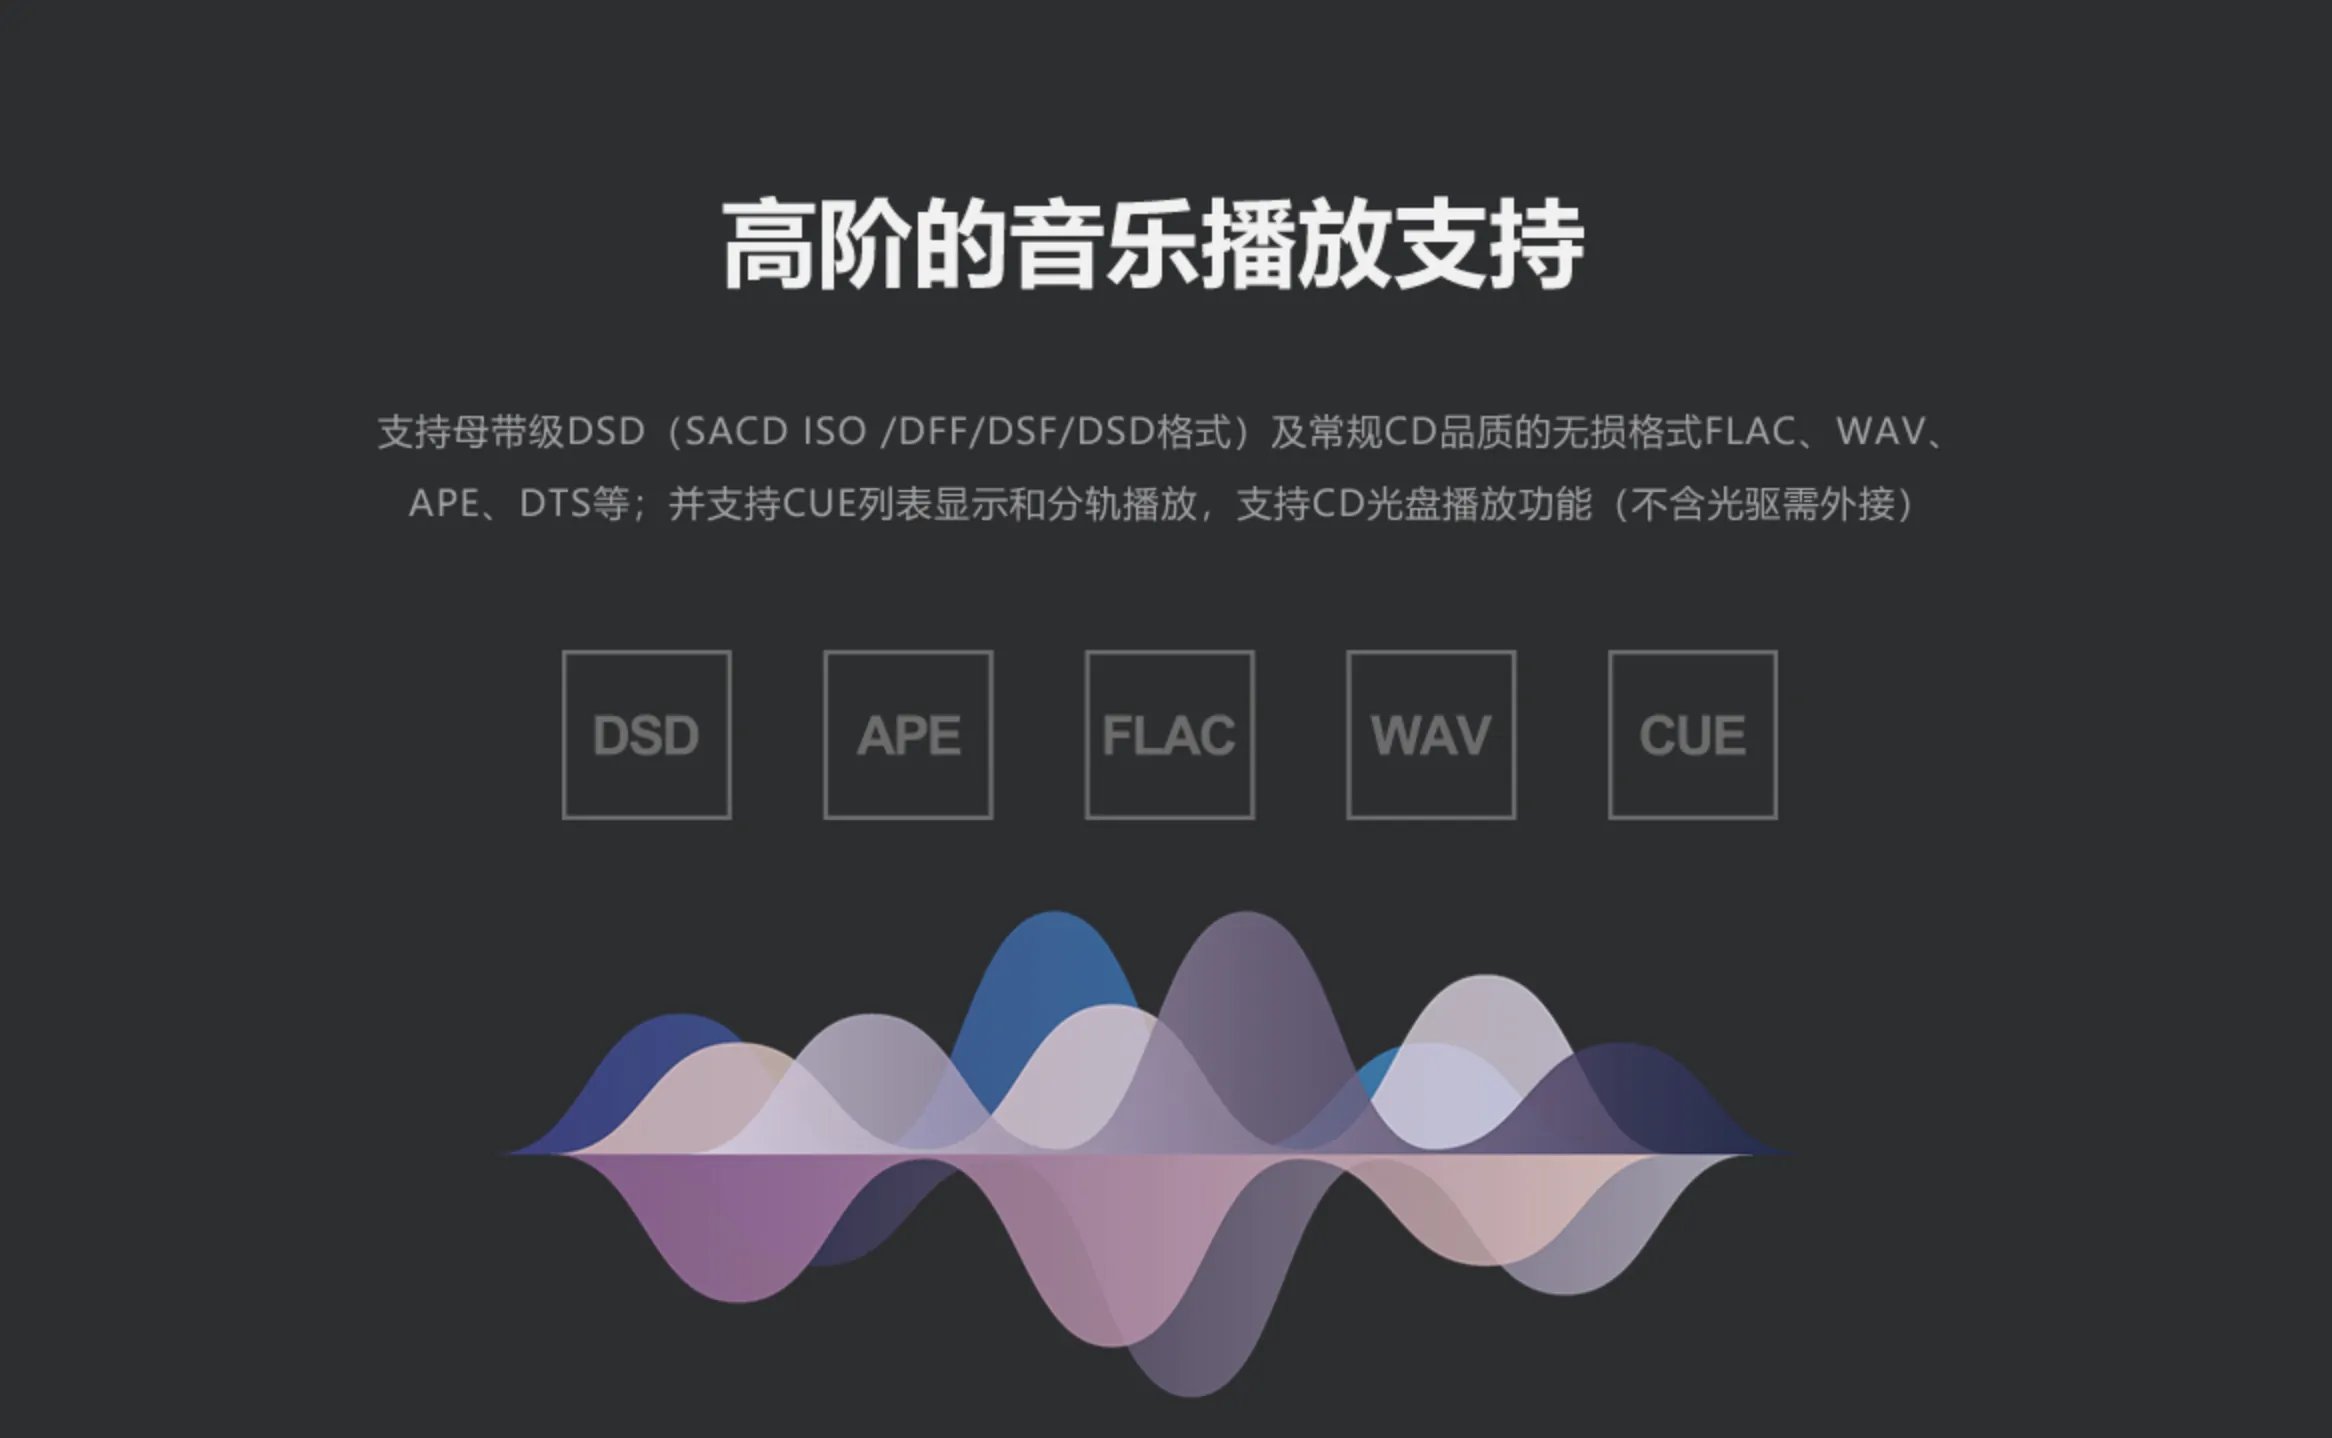 高阶的音乐播放支持
支持母带级DSD（SACD ISO /DFF/DSF/DSD格式）及常规CD品质的无损格式FLAC、WAV、
APE、DTS等；并支持CUE列表显示和分轨播放，支持CD光盘播放功能（不含光驱需外接）
DSD
APE
FLAC
WAV
CUE